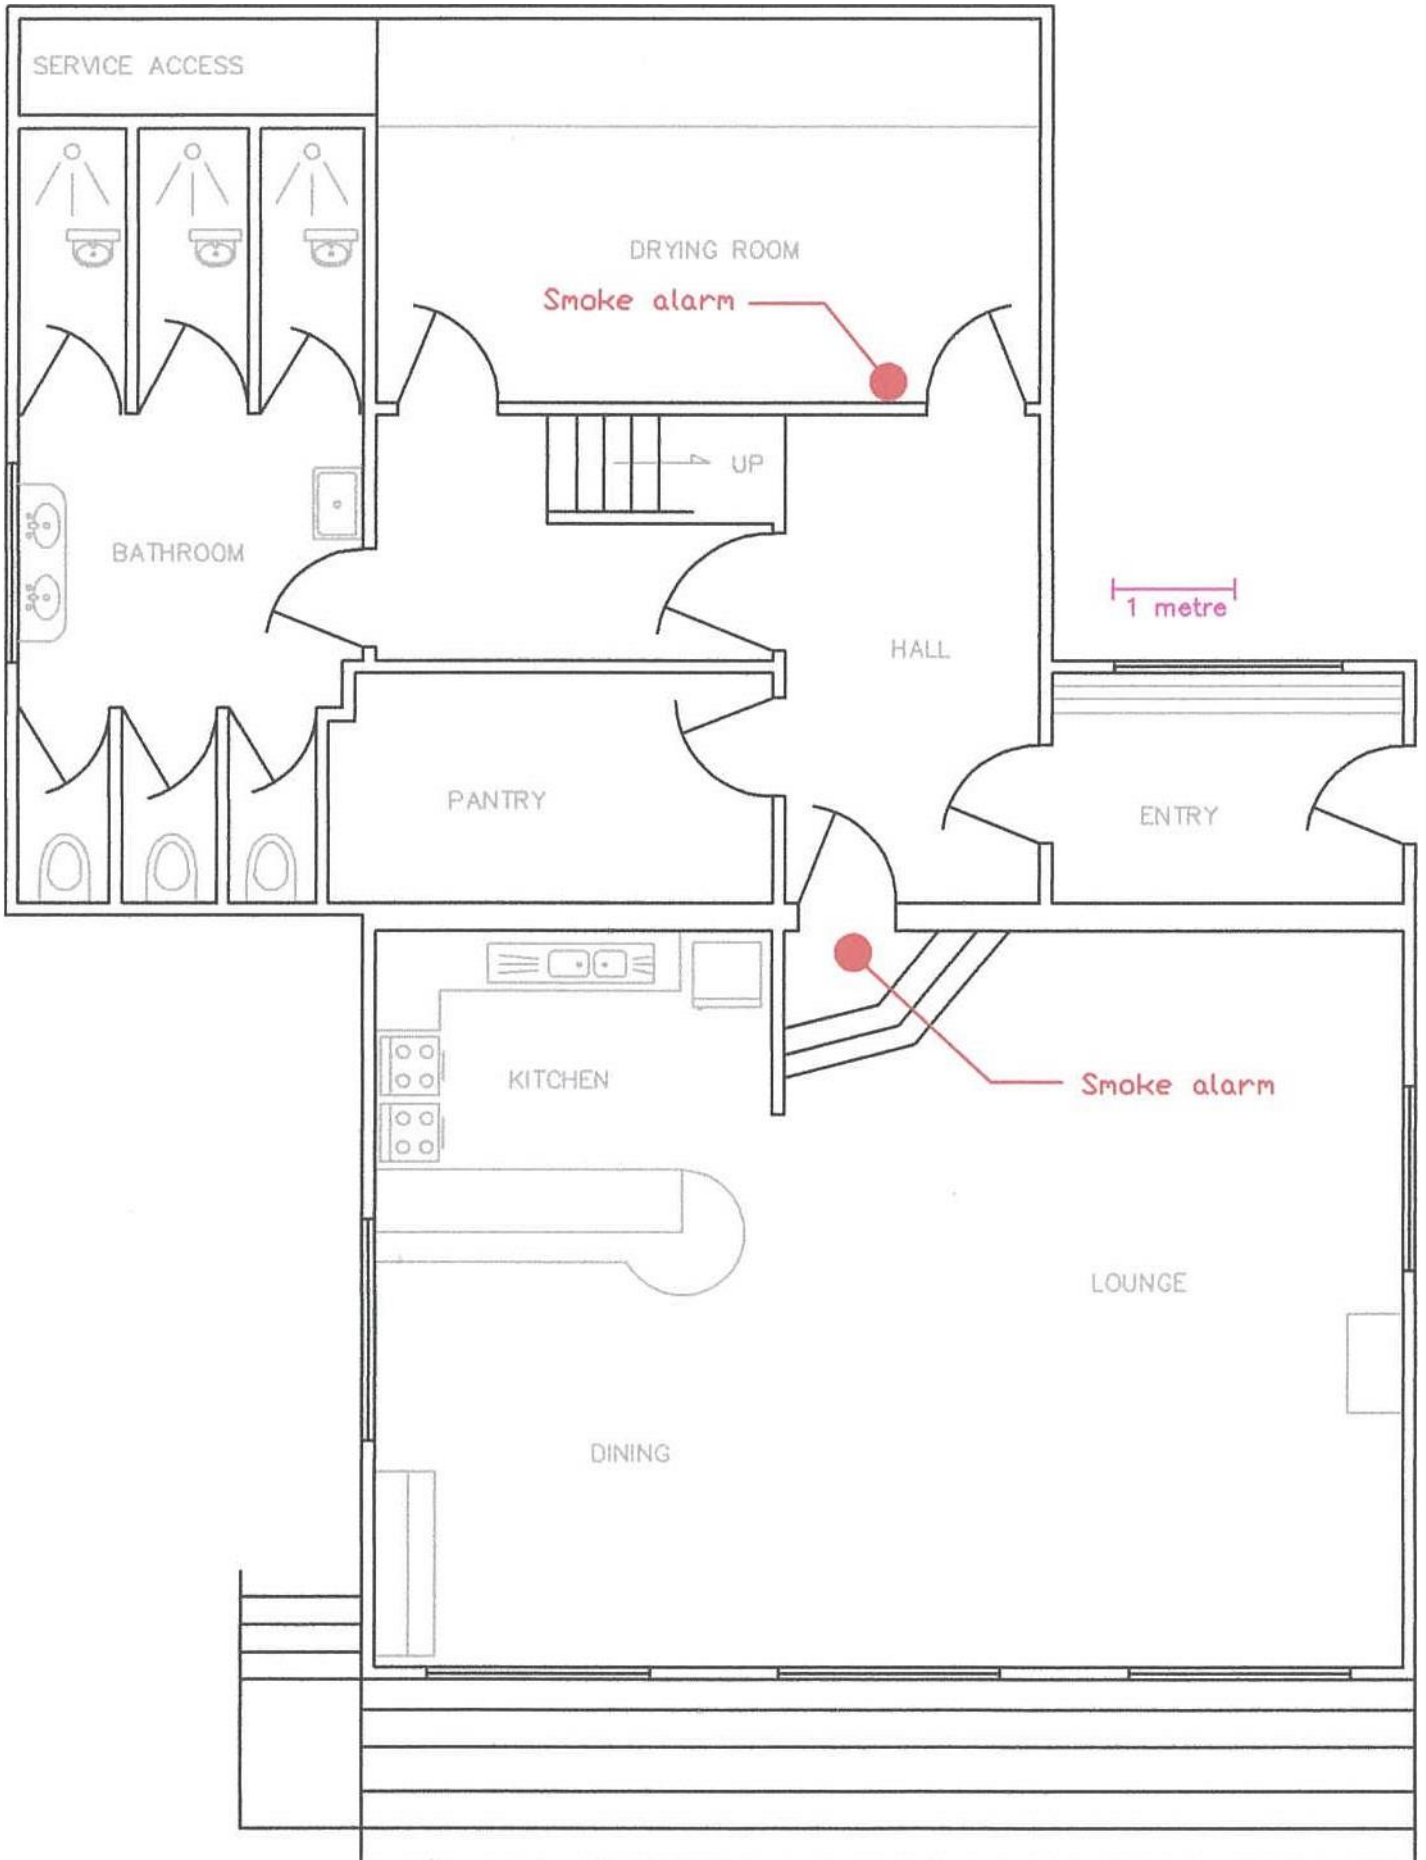 SERVICE ACCESS
DRYING ROOM
Smoke alarm
UP
BATHROOM
1 metre
HALL
PANTRY
ENTRY
KITCHEN
Smoke alarm
LOUNGE
DINING